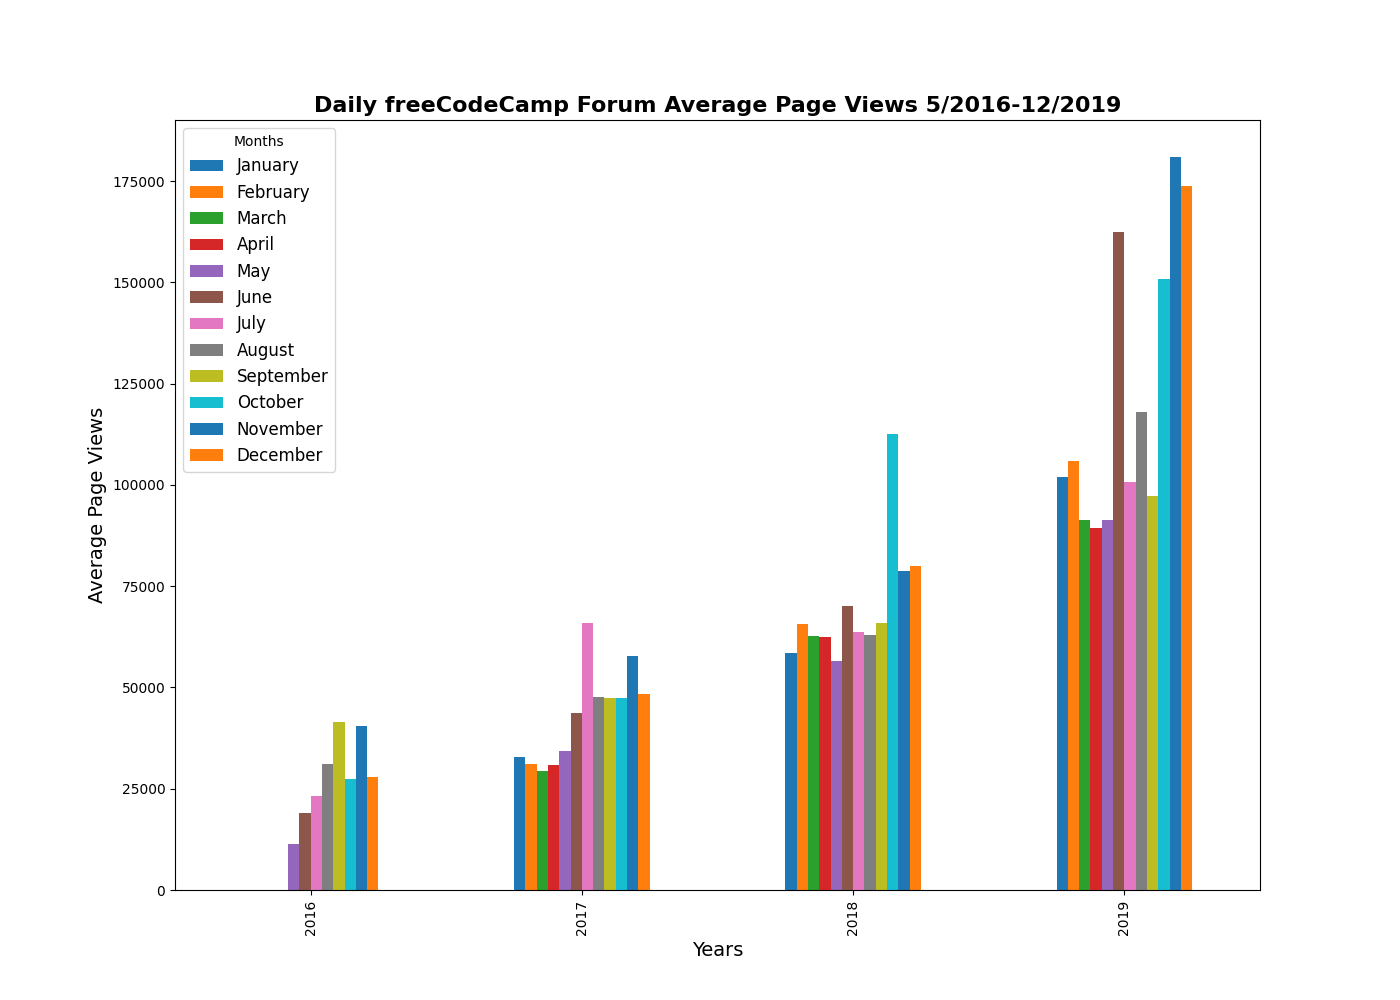 Daily freeCodeCamp Forum Average Page Views 5/2016-12/2019
Months
January
February
March
April
May
June
July
August
September
October
November
December
175000
150000
125000
100000
75000
50000
25000
0
Average Page Views
2016
2017
2018
2019
Years